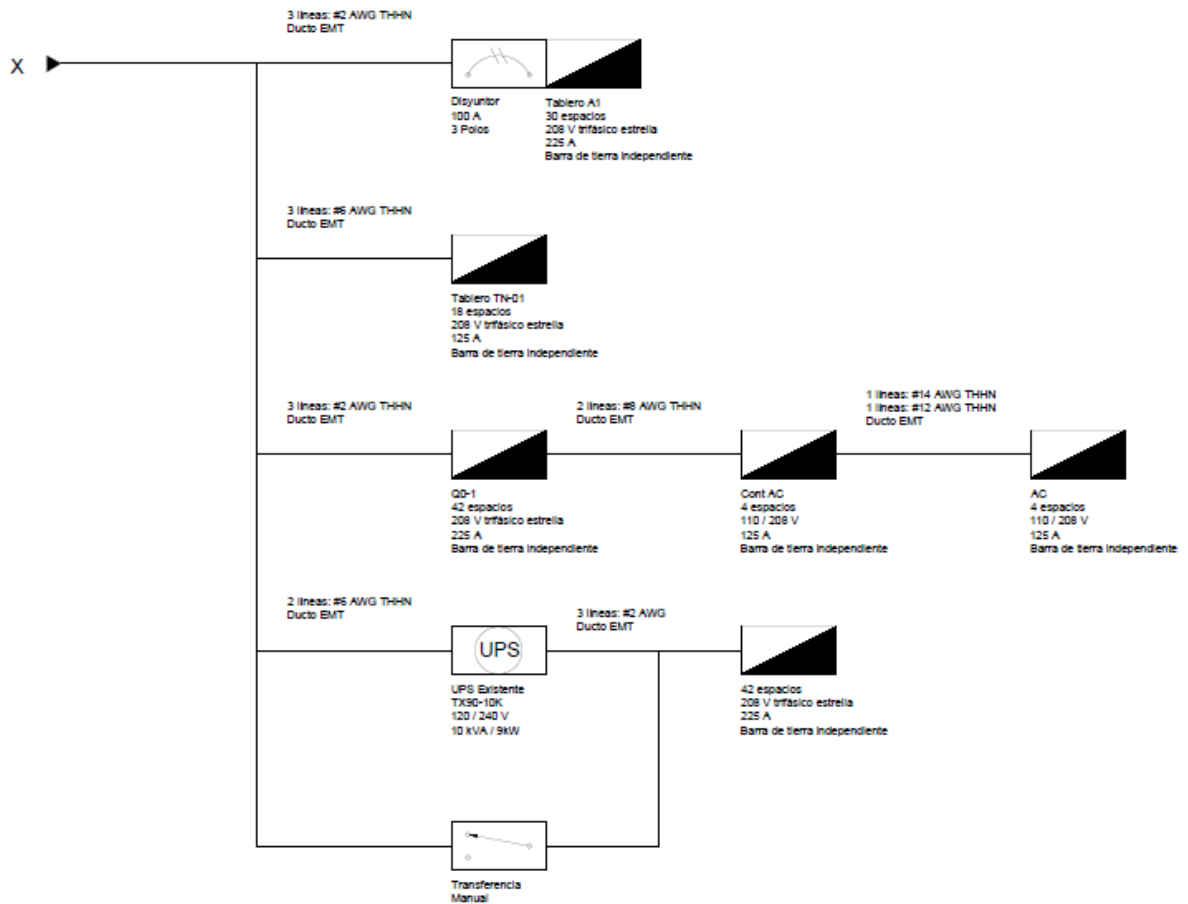 3 líneas: #2 AWG THHN
Ducto EMT
X
Disyuntor
100 A
3 Polos
Tablero A1
30 espacios
208 V trifásico estrella
225 A
Barra de tierra independiente
3 líneas: #6 AWG THHN
Ducto EMT
Tablero TN-01
18 espacios
208 V trifásico estrella
125 A
Barra de tierra independiente
3 líneas: #2 AWG THHN
Ducto EMT
2 líneas: #8 AWG THHN
Ducto EMT
1 líneas: #14 AWG THHN
1 líneas: #12 AWG THHN
Ducto EMT
QD-1
42 espacios
208 V trifásico estrella
225 A
Barra de tierra independiente
Cont AC
4 espacios
110 / 208 V
125 A
Barra de tierra independiente
AC
4 espacios
110 / 208 V
125 A
Barra de tierra independiente
2 líneas: #6 AWG THHN
Ducto EMT
3 líneas: #2 AWG
Ducto EMT
UPS
UPS Existente
TX90-10K
120 / 240 V
10 kVA / 9kW
42 espacios
208 V trifásico estrella
225 A
Barra de tierra independiente
Transferencia
Manual